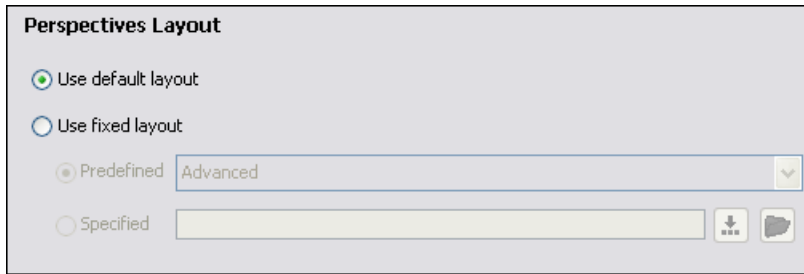 Perspectives Layout
Use default layout
Use fixed layout
Predefined Advanced
Specified